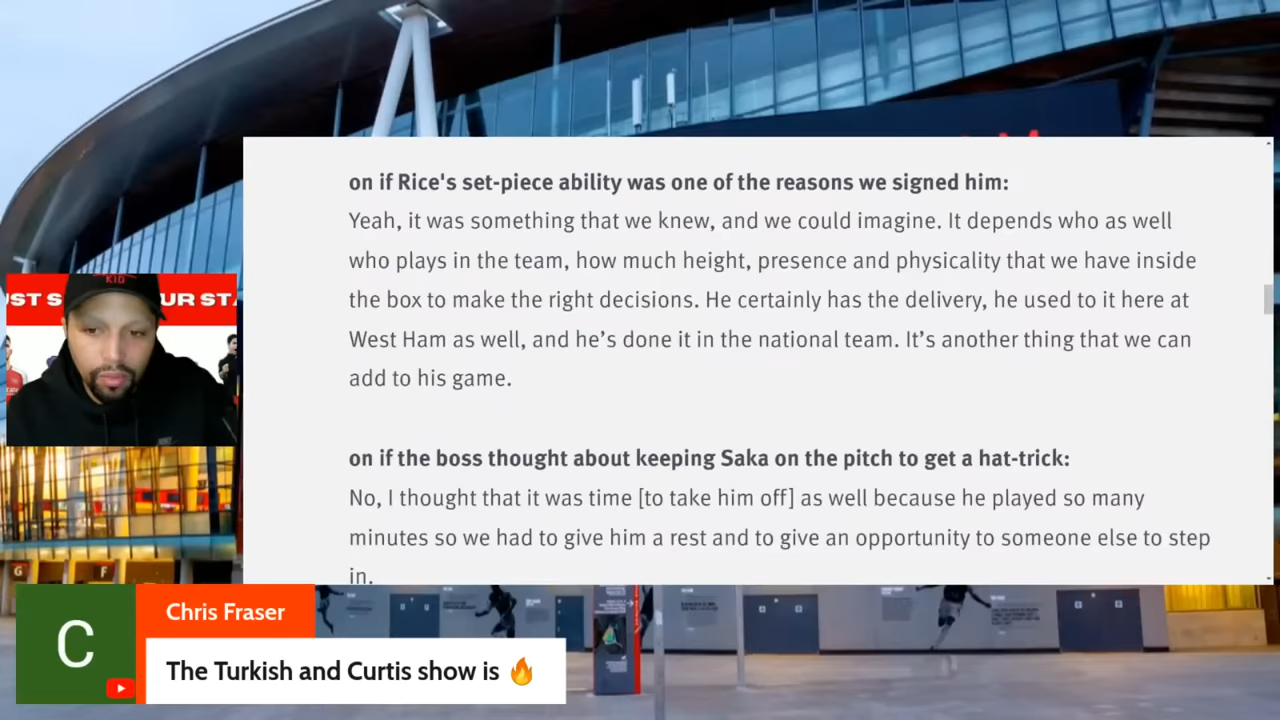 on if Rice's set-piece ability was one of the reasons we signed him:
Yeah, it was something that we knew, and we could imagine. It depends who as well
who plays in the team, how much height, presence and physicality that we have inside
the box to make the right decisions. He certainly has the delivery, he used to it here at
West Ham as well, and he’s done it in the national team. It’s another thing that we can
add to his game.
on if the boss thought about keeping Saka on the pitch to get a hat-trick:
No, I thought that it was time [to take him off] as well because he played so many
minutes so we had to give him a rest and to give an opportunity to someone else to step
in.
KID
G F
C
Chris Fraser
The Turkish and Curtis show is 🔥